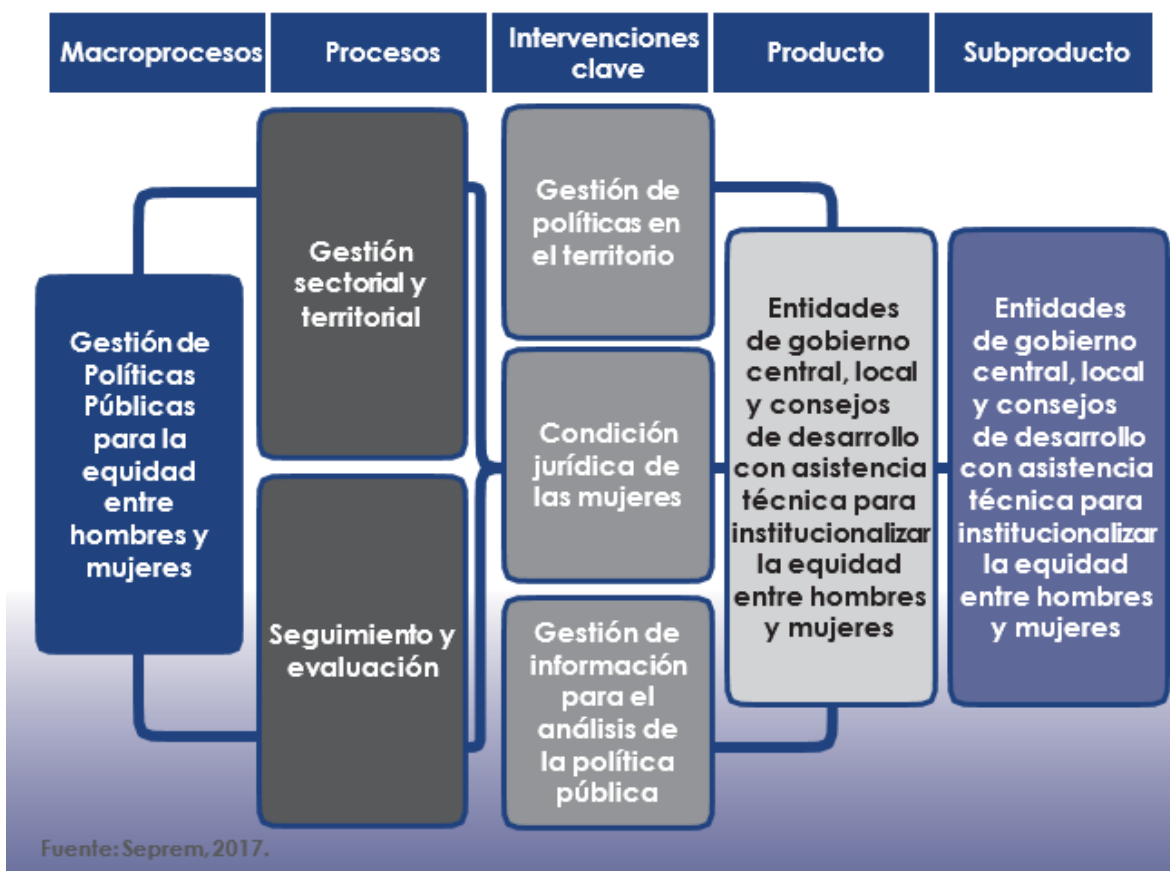 Macroprocesos
Procesos
Intervenciones
clave
Producto
Subproducto
Gestión de
Políticas
Públicas
para la
equidad
entre
hombres y
mujeres
Gestión
sectorial y
territorial
Seguimiento y
evaluación
Gestión de
políticas en
el territorio
Condición
jurídica de
las mujeres
Gestión de
información
para el
análisis de
la política
pública
Entidades
de gobierno
central, local
y consejos
de desarrollo
con asistencia
técnica para
institucionalizar
la equidad
entre hombres
y mujeres
Entidades
de gobierno
central, local
y consejos
de desarrollo
con asistencia
técnica para
institucionalizar
la equidad
entre hombres
y mujeres
Fuente: Seprem, 2017.